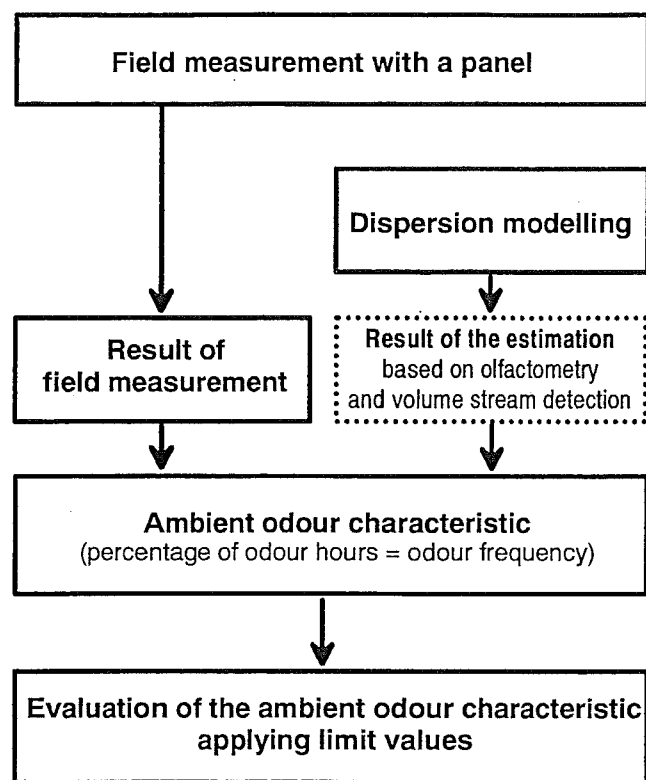 Field measurement with a panel
Dispersion modelling
Result of
field measurement
Result of the estimation
based on olfactometry
and volume stream detection
Ambient odour characteristic
(percentage of odour hours = odour frequency)
Evaluation of the ambient odour characteristic
applying limit values